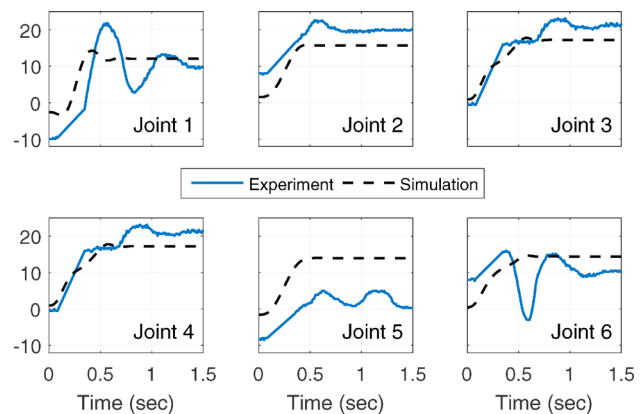 20
10
0
-10
Joint 1
Joint 2
Joint 3
Experiment
Simulation
20
10
0
-10
Joint 4
Joint 5
Joint 6
0 0.5 1 1.5
0 0.5 1 1.5
0 0.5 1 1.5
Time (sec)
Time (sec)
Time (sec)